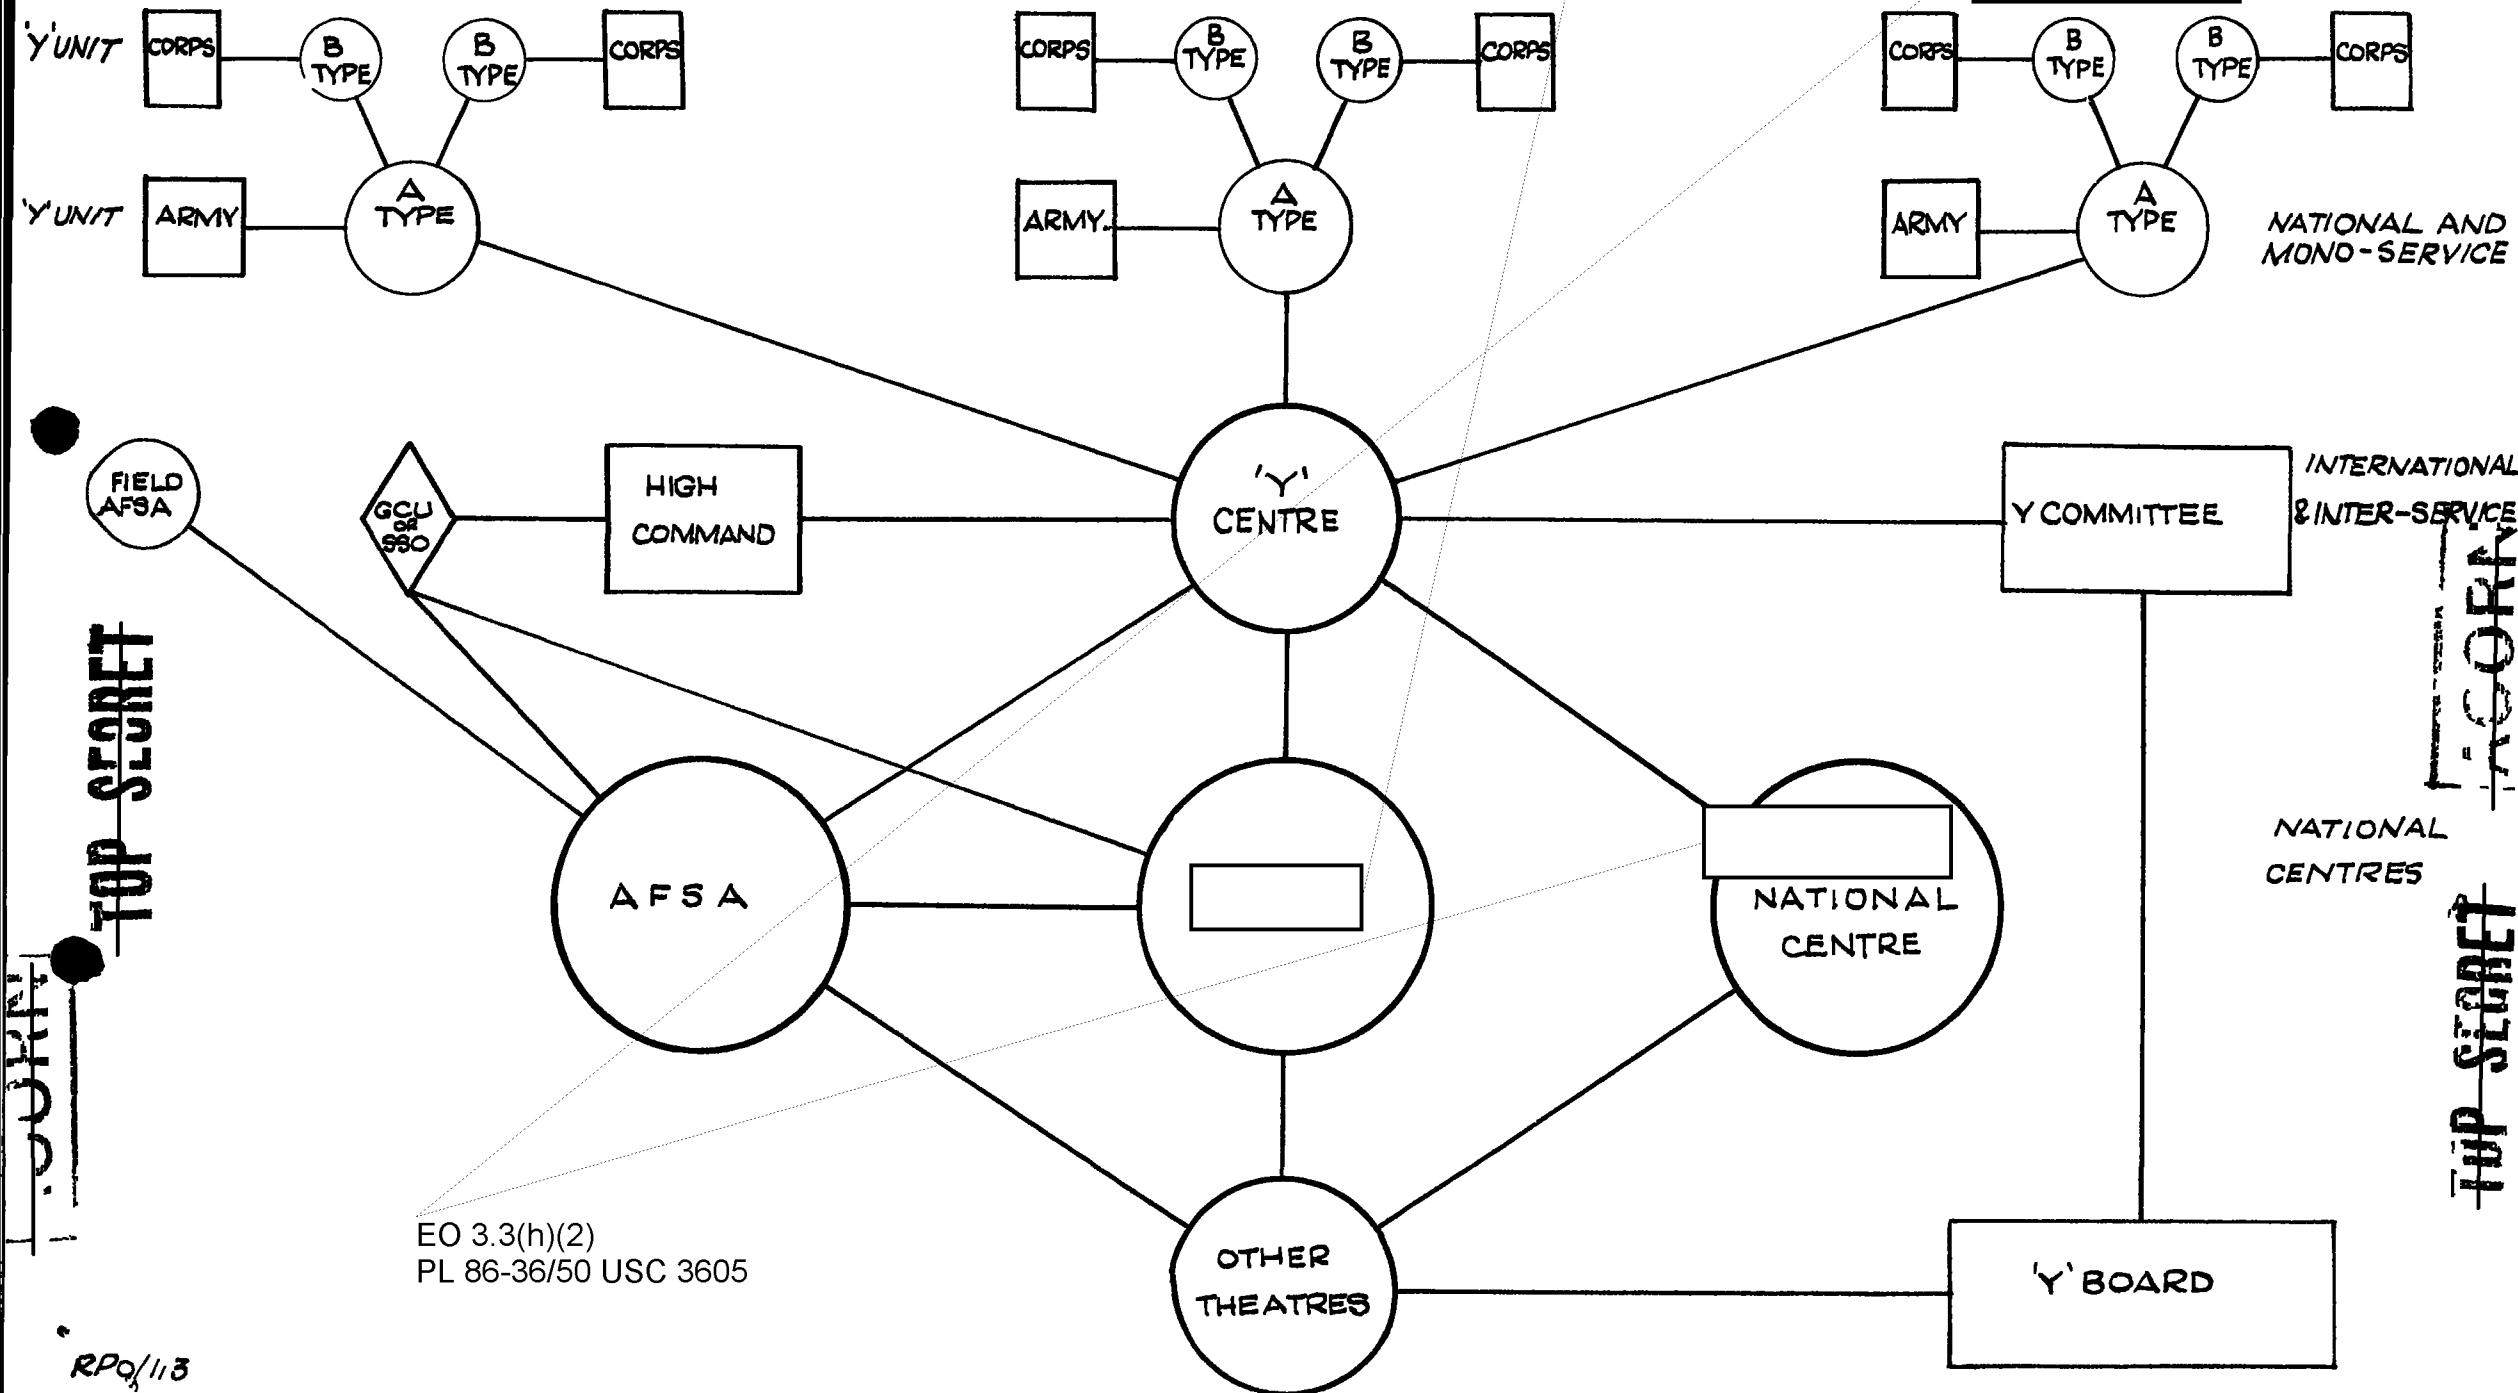 'Y' UNIT
CORPS
B
TYPE
B
TYPE
CORPS
CORPS
B
TYPE
B
TYPE
CORPS
CORPS
B
TYPE
B
TYPE
CORPS
'Y' UNIT
ARMY
A
TYPE
ARMY
A
TYPE
ARMY
A
TYPE
NATIONAL AND
MONO-SERVICE
FIELD
AFSA
GCU
OR
SSO
HIGH
COMMAND
'Y'
CENTRE
Y COMMITTEE
INTERNATIONAL
& INTER-SERVICE
TOP SECRET
ACORN
AFSA
NATIONAL
CENTRE
NATIONAL
CENTRES
TOP SECRET
EO 3.3(h)(2)
PL 86-36/50 USC 3605
OTHER
THEATRES
'Y' BOARD